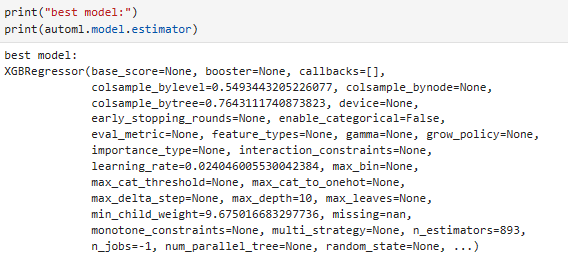 print("best model:")
print(automl.model.estimator)
best model:
XGBRegressor(base_score=None, booster=None, callbacks=[],
colsample_bylevel=0.5493443205226077, colsample_bynode=None,
colsample_bytree=0.7643111740873823, device=None,
early_stopping_rounds=None, enable_categorical=False,
eval_metric=None, feature_types=None, gamma=None, grow_policy=None,
importance_type=None, interaction_constraints=None,
learning_rate=0.024046005530042384, max_bin=None,
max_cat_threshold=None, max_cat_to_onehot=None,
max_delta_step=None, max_depth=10, max_leaves=None,
min_child_weight=9.675016683297736, missing=nan,
monotone_constraints=None, multi_strategy=None, n_estimators=893,
n_jobs=-1, num_parallel_tree=None, random_state=None, ...)